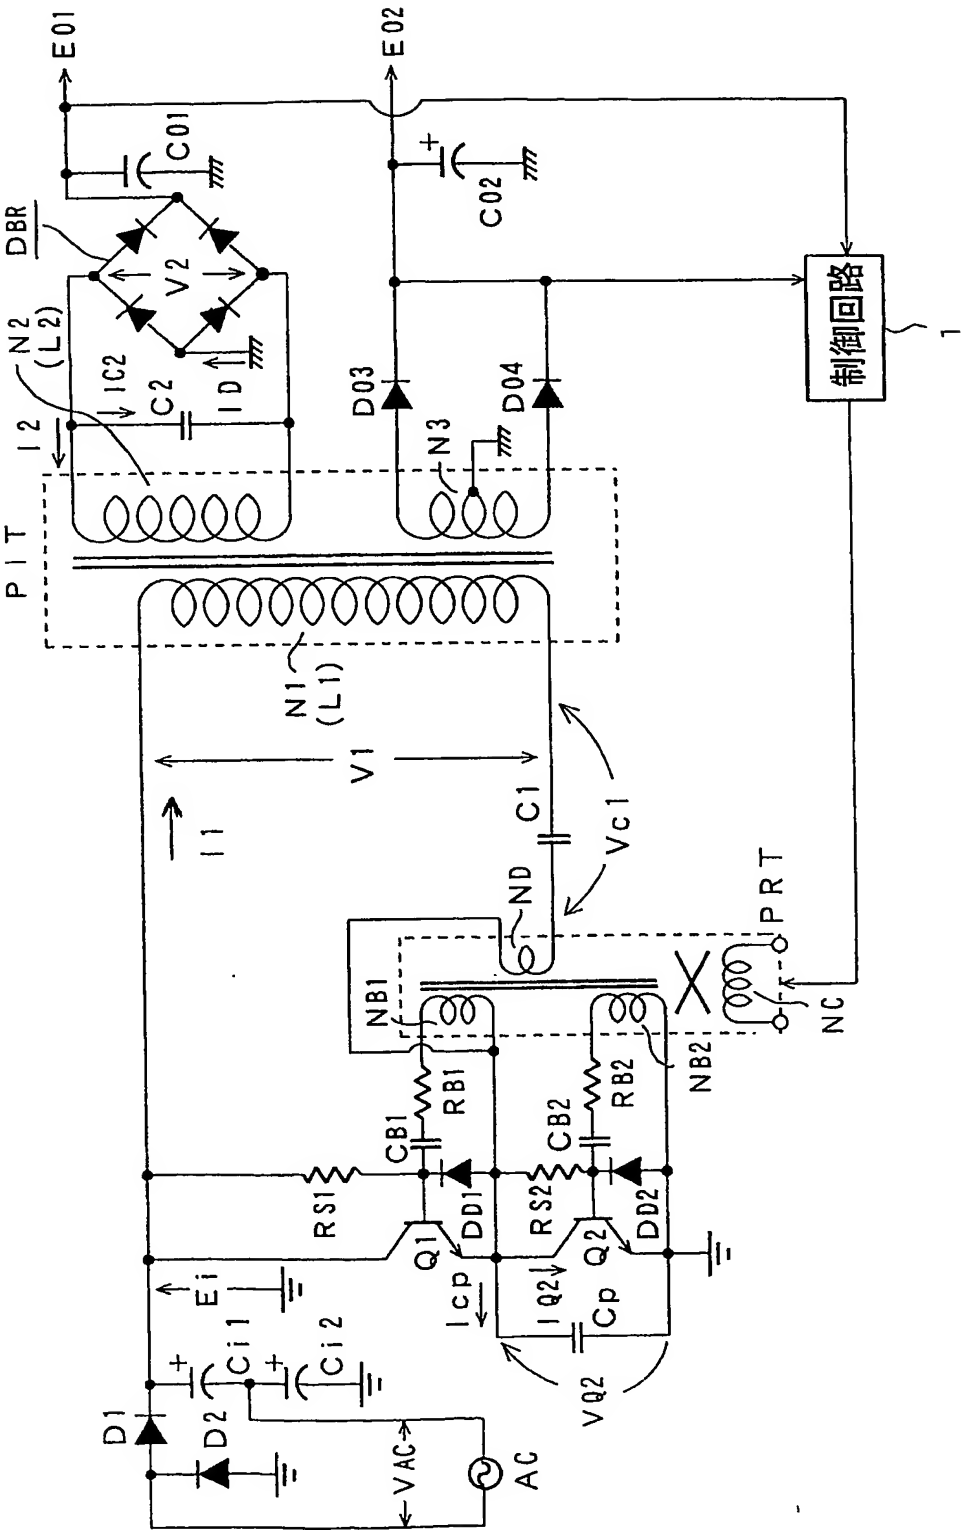 E01
E02
C01
+
C02
DBR
V2
N2
(L2)
I2
IC2
C2
ID
D03
D04
N3
制御回路
1
PIT
N1
(L1)
V1
I1
C1
Vc1
ND
PRT
NC
NB1
NB2
RB1
RB2
CB1
CB2
RS1
RS2
DD1
DD2
Q1
Q2
Icp
IQ2
Cp
VQ2
Ei
+
Ci1
+
Ci2
D1
D2
VAC
AC